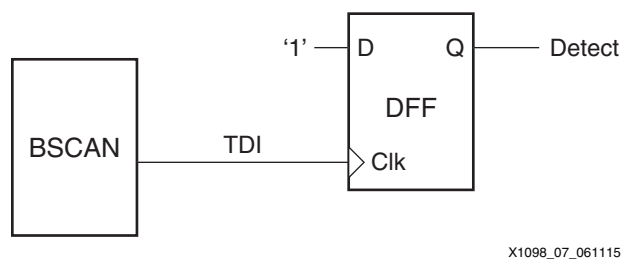 ‘1’ D Q Detect
DFF
BSCAN TDI Clk
X1098_07_061115